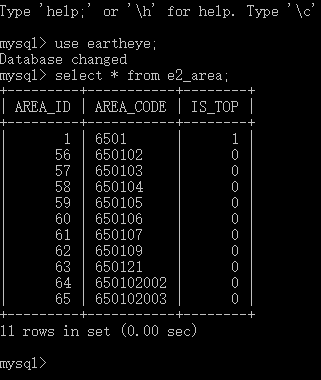 Type 'help;' or '\h' for help. Type '\c'
mysql> use eartheye;
Database changed
mysql> select * from e2_area;
+---------+-----------+--------+
| AREA_ID | AREA_CODE | IS_TOP |
+---------+-----------+--------+
| 1 | 6501 | 1 |
| 56 | 650102 | 0 |
| 57 | 650103 | 0 |
| 58 | 650104 | 0 |
| 59 | 650105 | 0 |
| 60 | 650106 | 0 |
| 61 | 650107 | 0 |
| 62 | 650109 | 0 |
| 63 | 650121 | 0 |
| 64 | 650102002 | 0 |
| 65 | 650102003 | 0 |
+---------+-----------+--------+
11 rows in set (0.00 sec)
mysql>